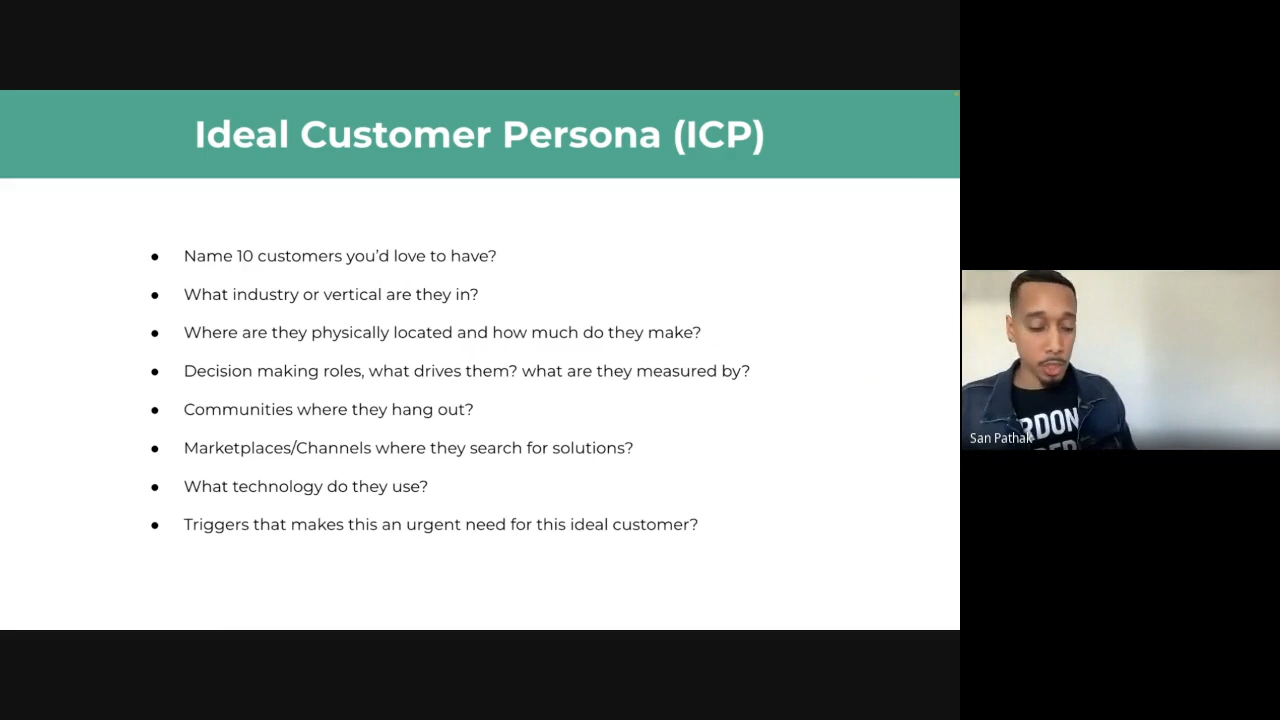 Ideal Customer Persona (ICP)
● Name 10 customers you’d love to have?
● What industry or vertical are they in?
● Where are they physically located and how much do they make?
● Decision making roles, what drives them? what are they measured by?
● Communities where they hang out?
● Marketplaces/Channels where they search for solutions?
● What technology do they use?
● Triggers that makes this an urgent need for this ideal customer?
San Pathak